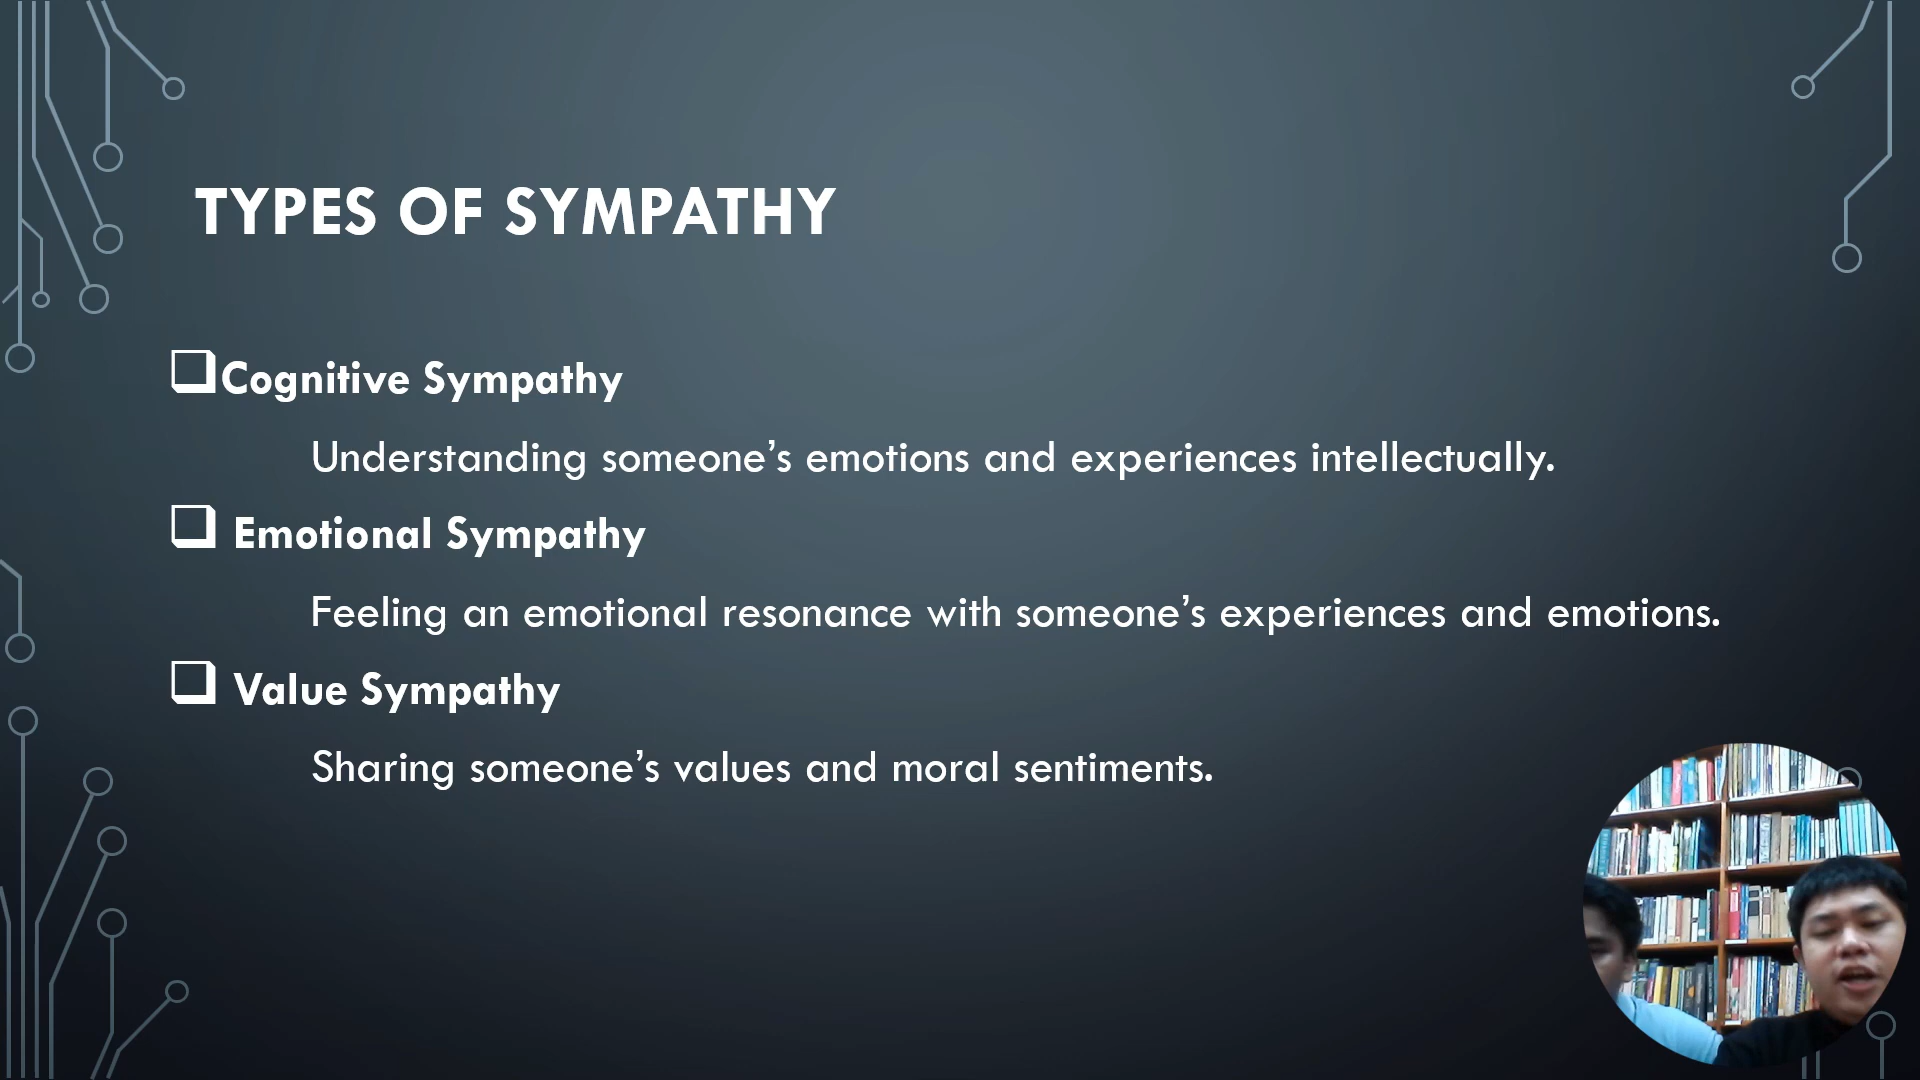 TYPES OF SYMPATHY
Cognitive Sympathy
Understanding someone’s emotions and experiences intellectually.
Emotional Sympathy
Feeling an emotional resonance with someone’s experiences and emotions.
Value Sympathy
Sharing someone’s values and moral sentiments.